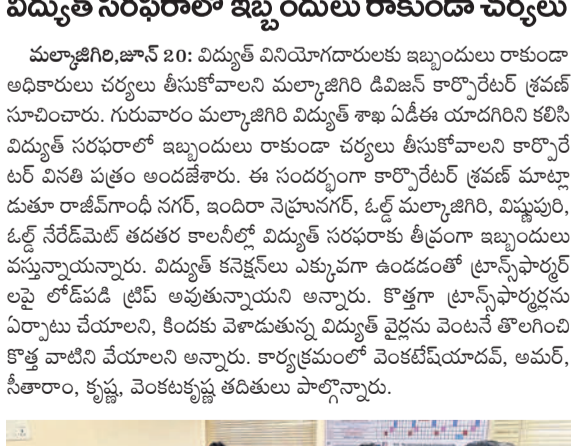 విద్యుత్ సరఫరాలో ఇబ్బందులు రాకుండా చర్యలు
మల్కాజిగిరి,జూన్ 20: విద్యుత్ వినియోగదారులకు ఇబ్బందులు రాకుండా
అధికారులు చర్యలు తీసుకోవాలని మల్కాజిగిరి డివిజన్ కార్పొరేటర్ శ్రవణ్
సూచించారు. గురువారం మల్కాజిగిరి విద్యుత్ శాఖ ఏడీఈ యాదగిరిని కలిసి
విద్యుత్ సరఫరాలో ఇబ్బందులు రాకుండా చర్యలు తీసుకోవాలని కార్పొరే
టర్ వినతి పత్రం అందజేశారు. ఈ సందర్భంగా కార్పొరేటర్ శ్రవణ్ మాట్లా
డుతూ రాజీవ్‌గాంధీ నగర్, ఇందిరా నెహ్రునగర్, ఓల్డ్ మల్కాజిగిరి, విష్ణుపురి,
ఓల్డ్ నేరేడ్‌మెట్ తదతర కాలనీల్లో విద్యుత్ సరఫరాకు తీవ్రంగా ఇబ్బందులు
వస్తున్నాయన్నారు. విద్యుత్ కనెక్షన్‌లు ఎక్కువగా ఉండడంతో ట్రాన్స్‌ఫార్మర్
లపై లోడ్‌పడి ట్రిప్ అవుతున్నాయని అన్నారు. కొత్తగా ట్రాన్స్‌ఫార్మర్లను
ఏర్పాటు చేయాలని, కిందకు వెళాడుతున్న విద్యుత్ వైర్లను వెంటనే తొలగించి
కొత్త వాటిని వేయాలని అన్నారు. కార్యక్రమంలో వెంకటేష్‌యాదవ్, అమర్,
సీతారాం, కృష్ణ, వెంకటకృష్ణ తదితులు పాల్గొన్నారు.